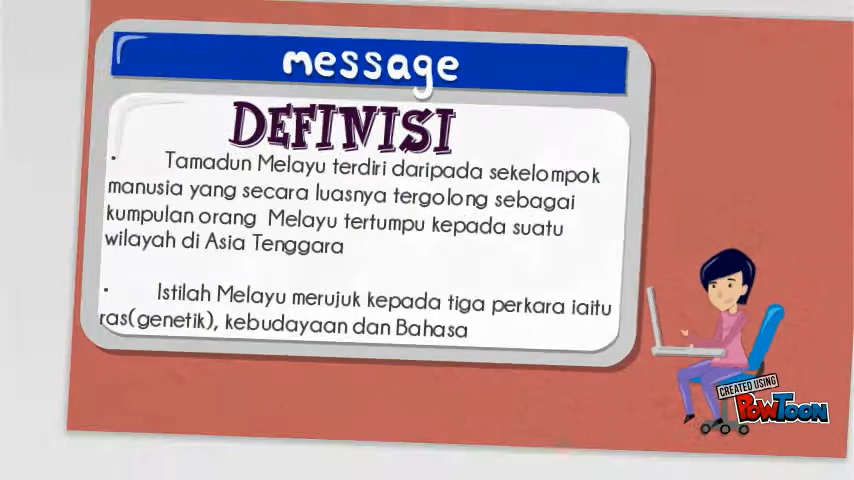 message
DEFINISI
• Tamadun Melayu terdiri daripada sekelompok
manusia yang secara luasnya tergolong sebagai
kumpulan orang Melayu tertumpu kepada suatu
wilayah di Asia Tenggara
• Istilah Melayu merujuk kepada tiga perkara iaitu
ras(genetik), kebudayaan dan Bahasa
CREATED USING
POWTOON